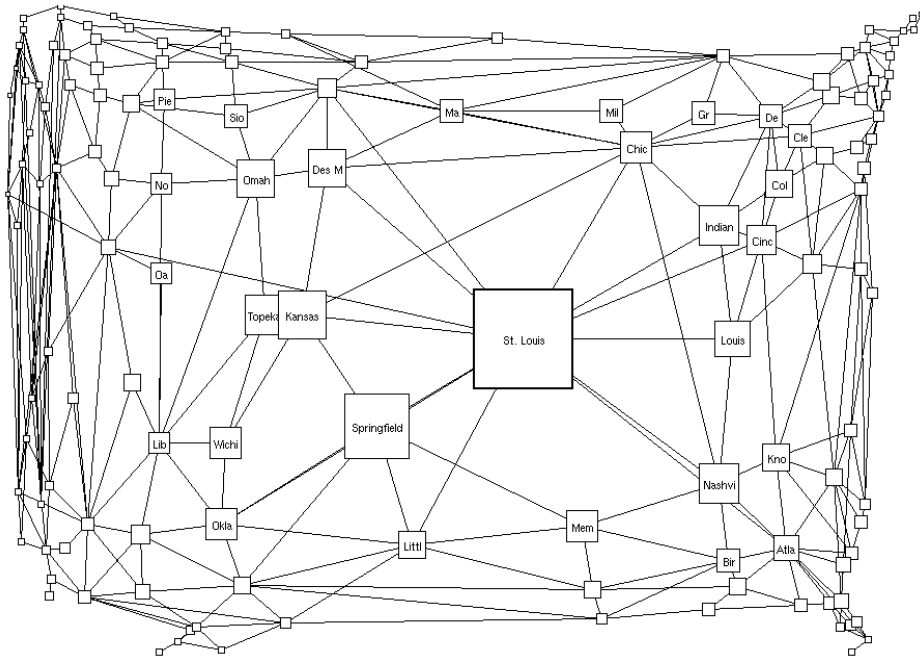 Pie
Sio
Ma
Mil
Gr
De
Cle
Chic
No
Omah
Des M
Col
Indian
Cinc
Oa
Topeka
Kansas
St. Louis
Louis
Springfield
Lib
Wichi
Kno
Nashvi
Okla
Littl
Mem
Bir
Atla